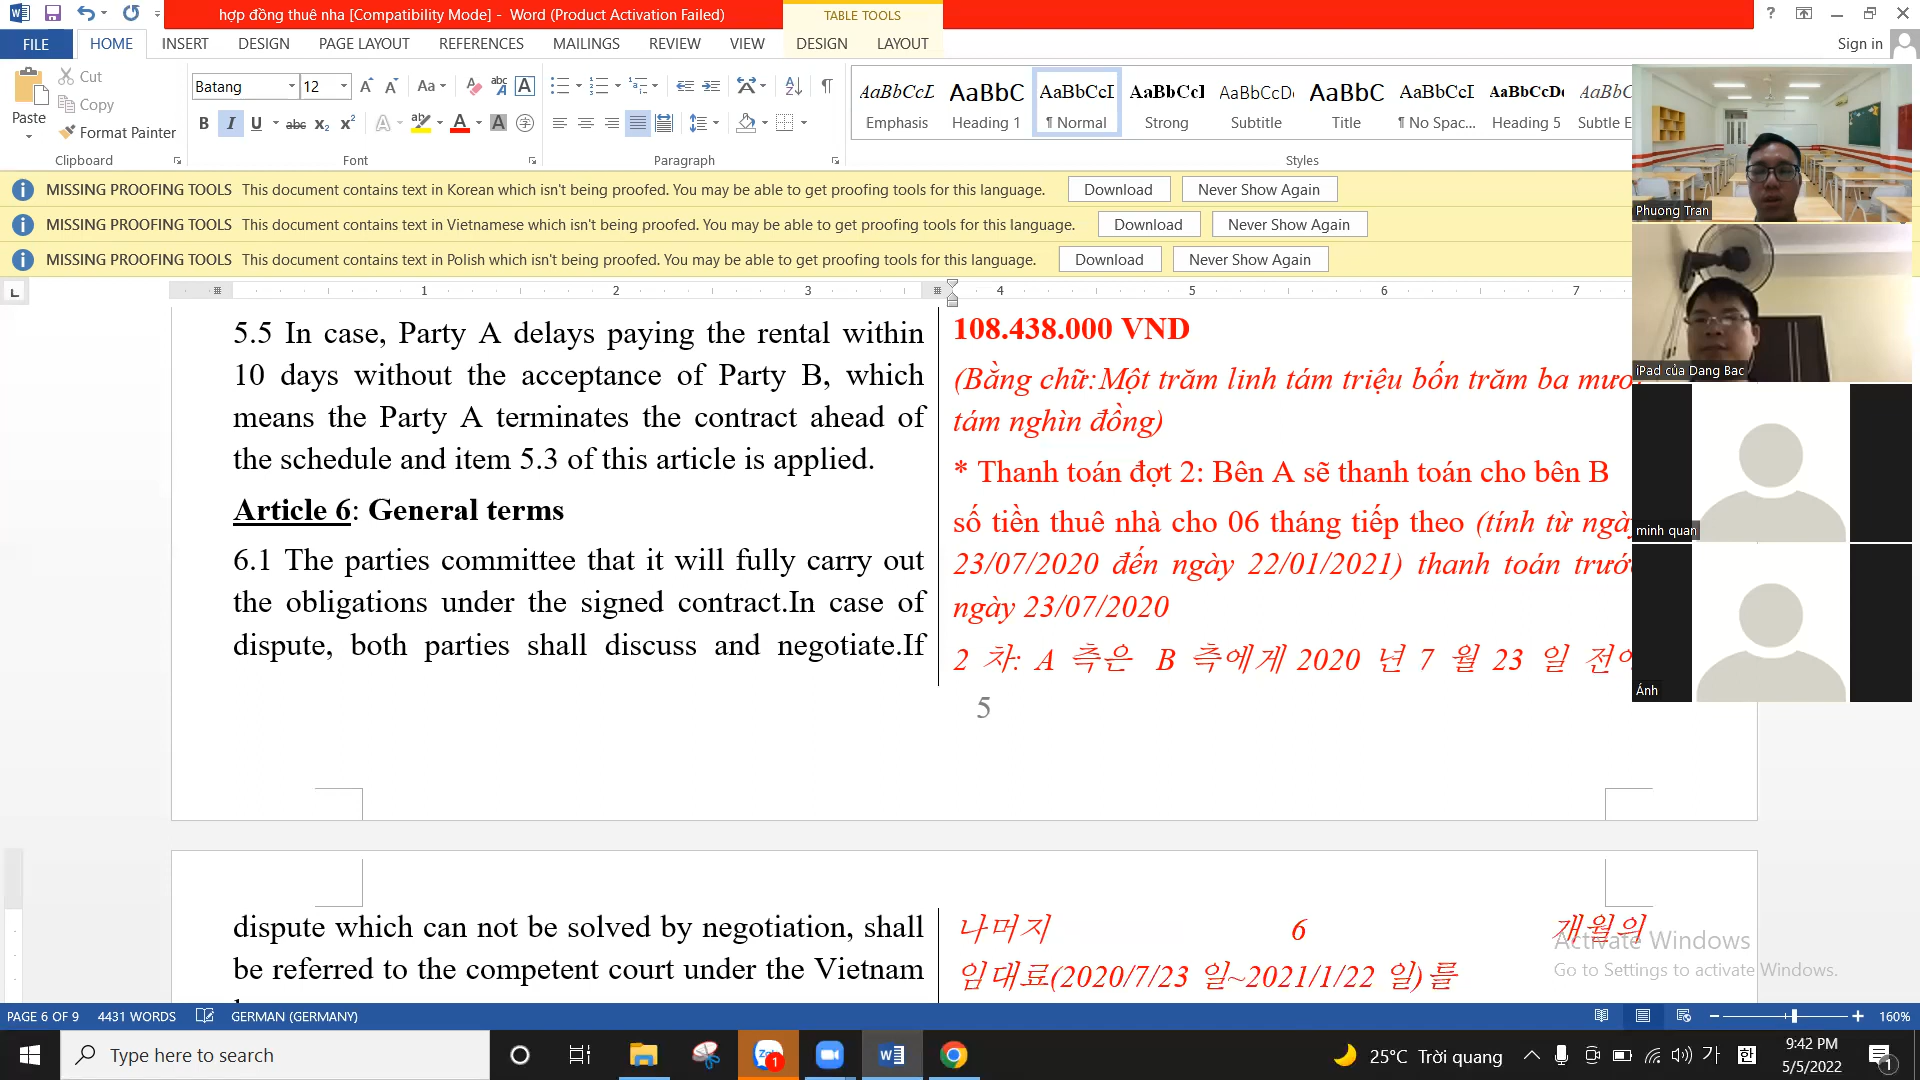 hợp đồng thuê nha [Compatibility Mode] - Word (Product Activation Failed)
TABLE TOOLS
FILE HOME INSERT DESIGN PAGE LAYOUT REFERENCES MAILINGS REVIEW VIEW DESIGN LAYOUT
Sign in
Paste
Cut
Copy
Format Painter
Clipboard
Batang 12
Font
Paragraph
AaBbCcL AaBbC AaBbCcI AaBbCcI AaBbCcDc AaBbC AaBbCcI AaBbCcDc AaBbC
Emphasis Heading 1 ¶ Normal Strong Subtitle Title ¶ No Spac... Heading 5 Subtle E
Styles
MISSING PROOFING TOOLS This document contains text in Korean which isn't being proofed. You may be able to get proofing tools for this language. Download Never Show Again
MISSING PROOFING TOOLS This document contains text in Vietnamese which isn't being proofed. You may be able to get proofing tools for this language. Download Never Show Again
MISSING PROOFING TOOLS This document contains text in Polish which isn't being proofed. You may be able to get proofing tools for this language. Download Never Show Again
1 2 3 4 5 6 7
5.5 In case, Party A delays paying the rental within
10 days without the acceptance of Party B, which
means the Party A terminates the contract ahead of
the schedule and item 5.3 of this article is applied.
Article 6: General terms
6.1 The parties committee that it will fully carry out
the obligations under the signed contract.In case of
dispute, both parties shall discuss and negotiate.If
108.438.000 VND
(Bằng chữ:Một trăm linh tám triệu bốn trăm ba mươi
tám nghìn đồng)
* Thanh toán đợt 2: Bên A sẽ thanh toán cho bên B
số tiền thuê nhà cho 06 tháng tiếp theo (tính từ ngày
23/07/2020 đến ngày 22/01/2021) thanh toán trước
ngày 23/07/2020
2 차: A 측은 B 측에게 2020 년 7 월 23 일 전에
5
dispute which can not be solved by negotiation, shall
be referred to the competent court under the Vietnam
나머지 6 개월의
임대료(2020/7/23 일~2021/1/22 일)를
Phuong Tran
iPad của Dang Bac
minh quan
Ánh
Activate Windows
Go to Settings to activate Windows.
PAGE 6 OF 9 4431 WORDS GERMAN (GERMANY) 160%
Type here to search
Zalo 1
25°C Trời quang
가 한
9:42 PM
5/5/2022
1